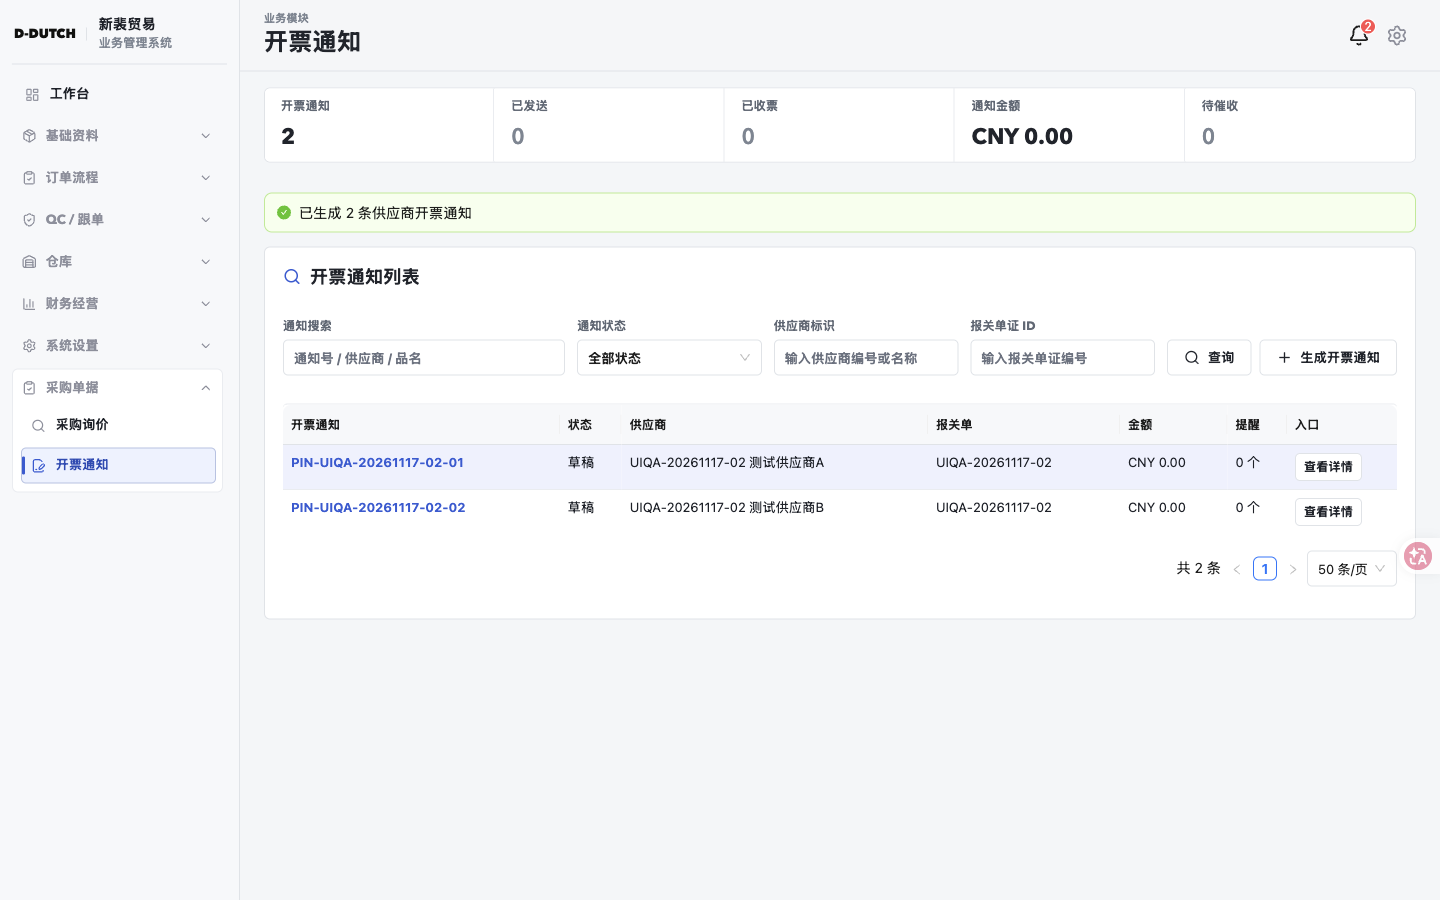 D-DUTCH
新裴贸易
业务管理系统
工作台
基础资料
订单流程
QC / 跟单
仓库
财务经营
系统设置
采购单据
采购询价
开票通知
业务模块
开票通知
2
开票通知
2
已发送
0
已收票
0
通知金额
CNY 0.00
待催收
0
已生成 2 条供应商开票通知
开票通知列表
通知搜索
通知状态
供应商标识
报关单证 ID
通知号 / 供应商 / 品名
全部状态
输入供应商编号或名称
输入报关单证编号
查询
生成开票通知
开票通知 状态 供应商 报关单 金额 提醒 入口
PIN-UIQA-20261117-02-01 草稿 UIQA-20261117-02 测试供应商A UIQA-20261117-02 CNY 0.00 0 个 查看详情
PIN-UIQA-20261117-02-02 草稿 UIQA-20261117-02 测试供应商B UIQA-20261117-02 CNY 0.00 0 个 查看详情
共 2 条 1 50 条/页